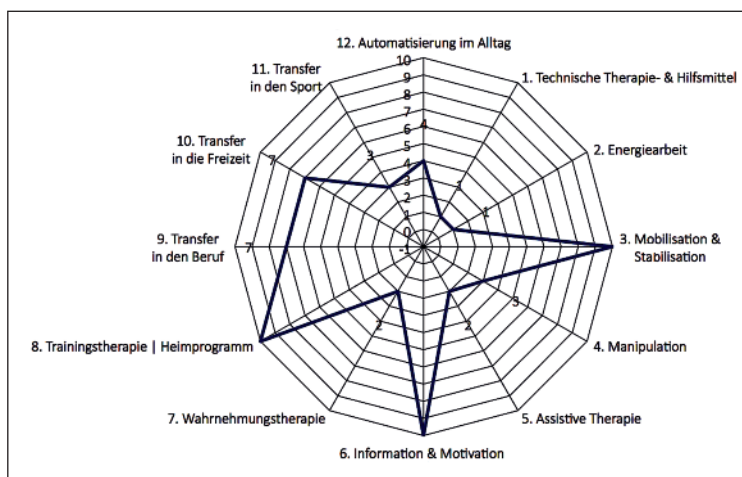 12. Automatisierung im Alltag
10
9
8
7
6
5
4
3
2
1
0
-1
4
1. Technische Therapie- & Hilfsmittel
1
2. Energiearbeit
1
3. Mobilisation &
Stabilisation
3
4. Manipulation
2
5. Assistive Therapie
6. Information & Motivation
2
7. Wahrnehmungstherapie
8. Trainingstherapie | Heimprogramm
7
9. Transfer
in den Beruf
7
10. Transfer
in die Freizeit
3
11. Transfer
in den Sport